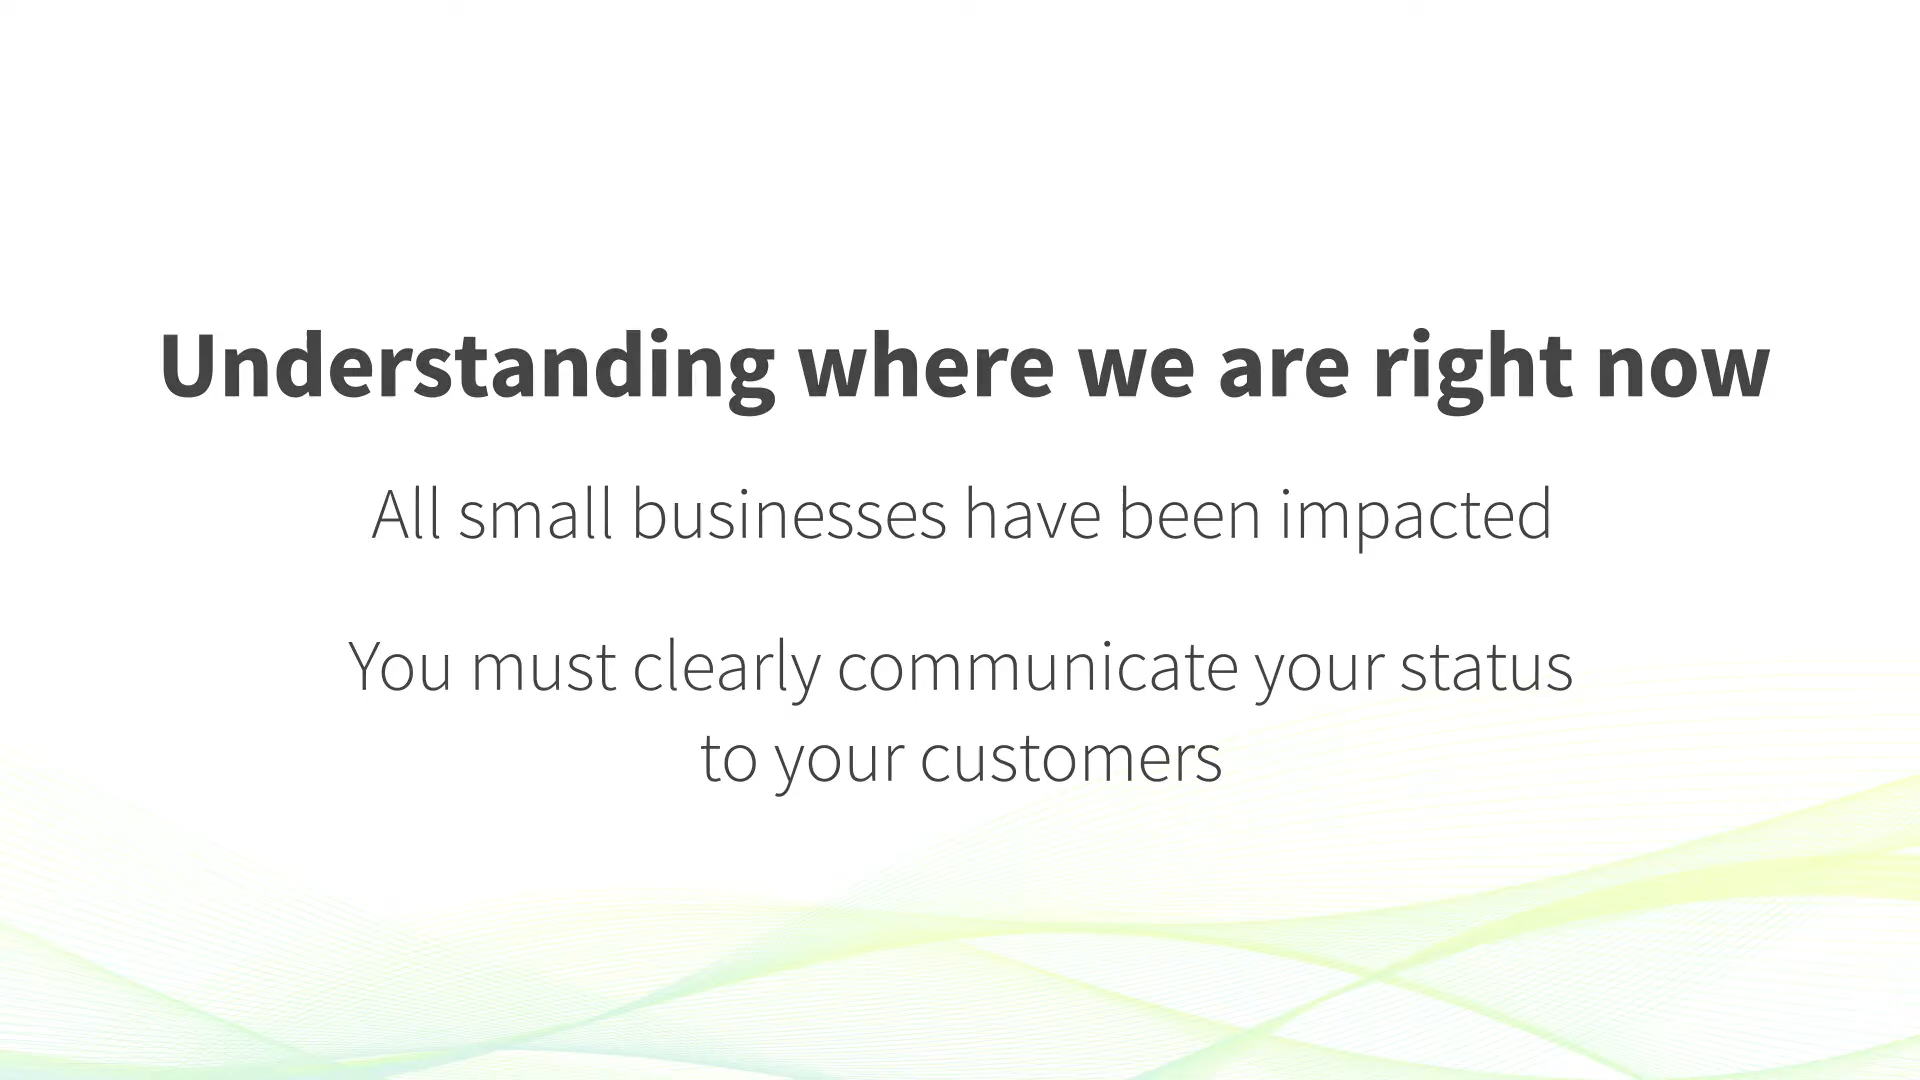 Understanding where we are right now
All small businesses have been impacted
You must clearly communicate your status
to your customers